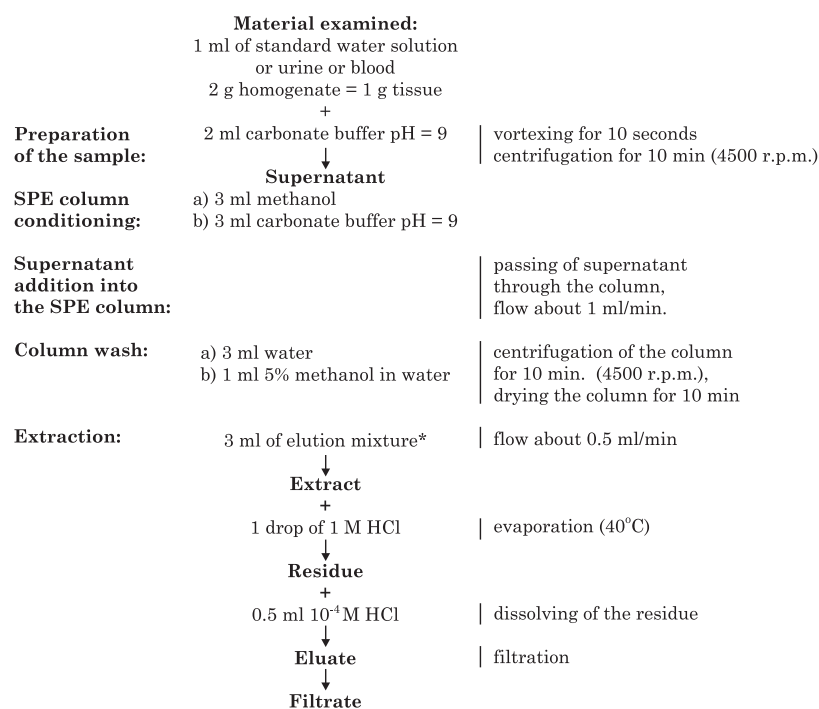 Material examined:
1 ml of standard water solution
or urine or blood
2 g homogenate = 1 g tissue
+
Preparation
of the sample:
2 ml carbonate buffer pH = 9
vortexing for 10 seconds
centrifugation for 10 min (4500 r.p.m.)
Supernatant
SPE column
conditioning:
a) 3 ml methanol
b) 3 ml carbonate buffer pH = 9
Supernatant
addition into
the SPE column:
passing of supernatant
through the column,
flow about 1 ml/min.
Column wash:
a) 3 ml water
b) 1 ml 5% methanol in water
centrifugation of the column
for 10 min. (4500 r.p.m.),
drying the column for 10 min
Extraction:
3 ml of elution mixture*
flow about 0.5 ml/min
Extract
+
1 drop of 1 M HCl
evaporation (40°C)
Residue
+
0.5 ml 10⁻⁴ M HCl
dissolving of the residue
Eluate
filtration
Filtrate